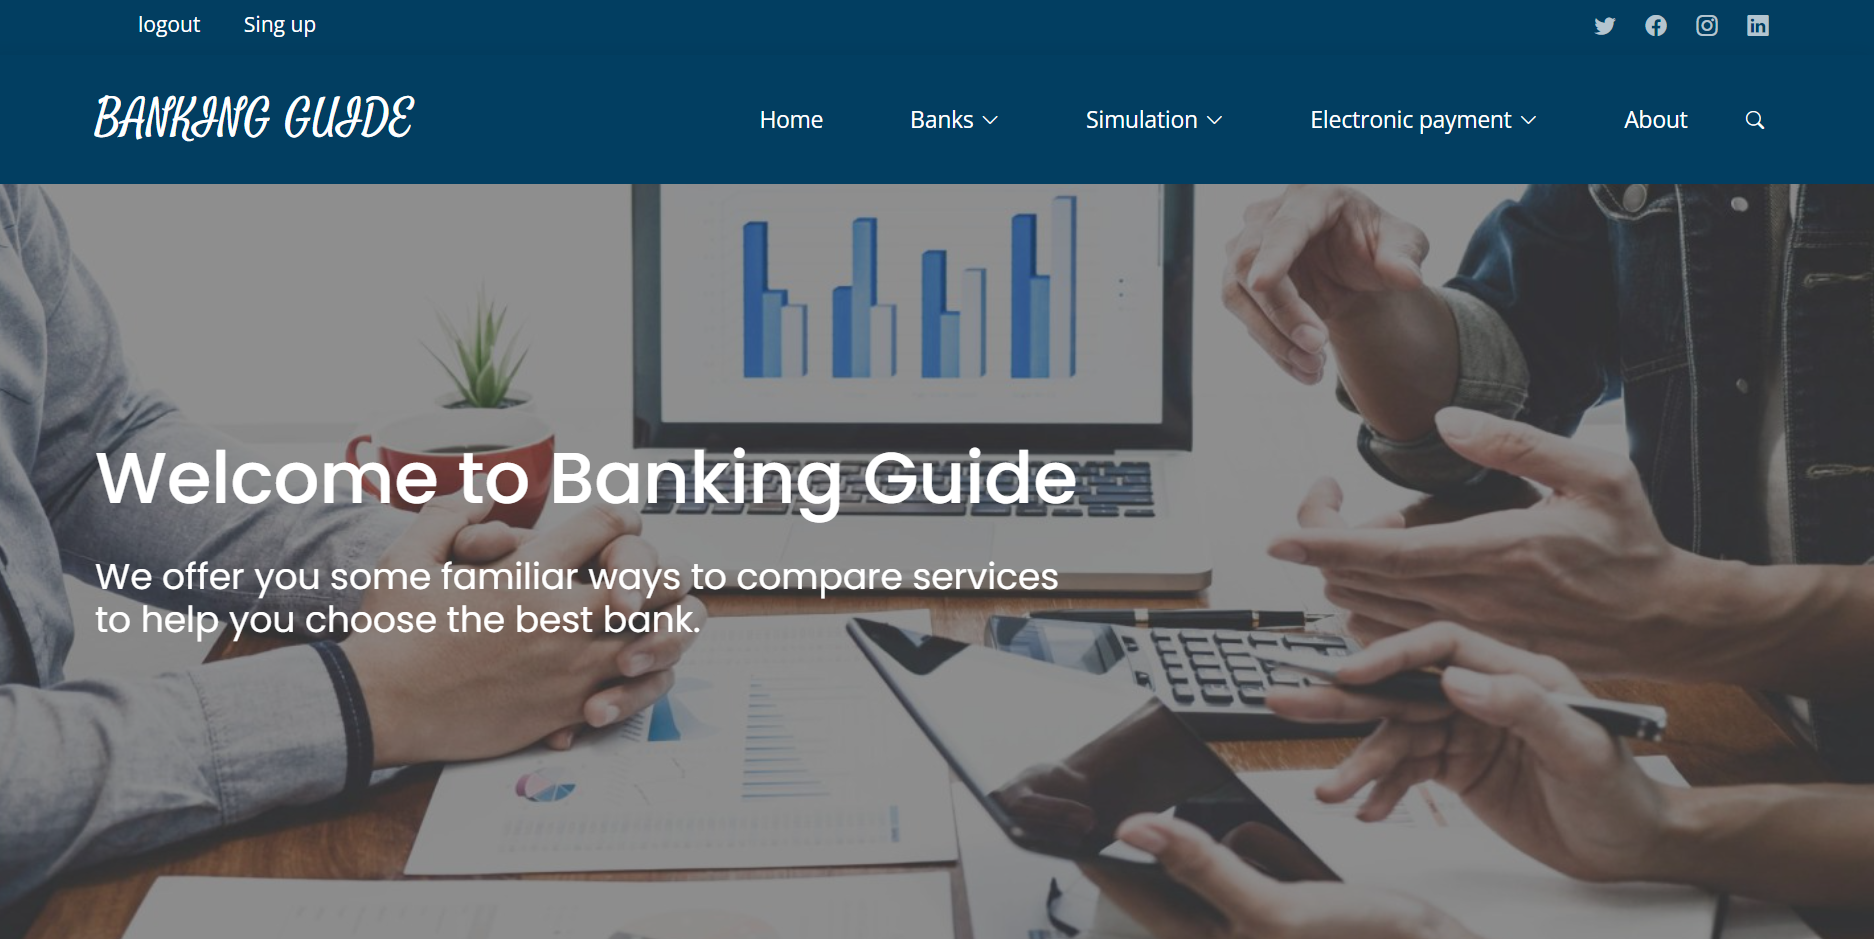 logout Sing up
BANKING GUIDE
Home Banks Simulation Electronic payment About
Welcome to Banking Guide
We offer you some familiar ways to compare services
to help you choose the best bank.